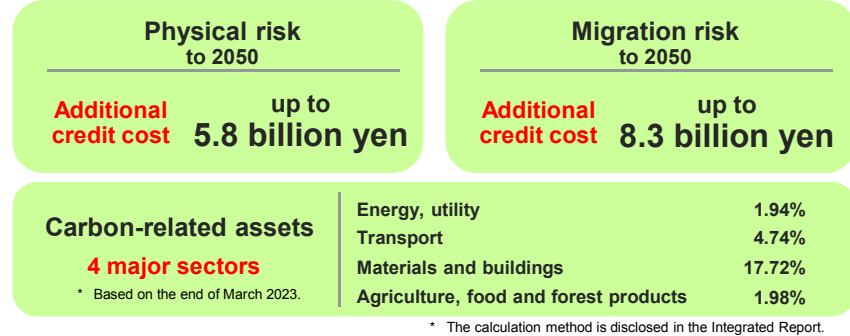 Physical risk
to 2050
Additional
credit cost
up to
5.8 billion yen
Migration risk
to 2050
Additional
credit cost
up to
8.3 billion yen
Carbon-related assets
4 major sectors
* Based on the end of March 2023.
Energy, utility 1.94%
Transport 4.74%
Materials and buildings 17.72%
Agriculture, food and forest products 1.98%
* The calculation method is disclosed in the Integrated Report.